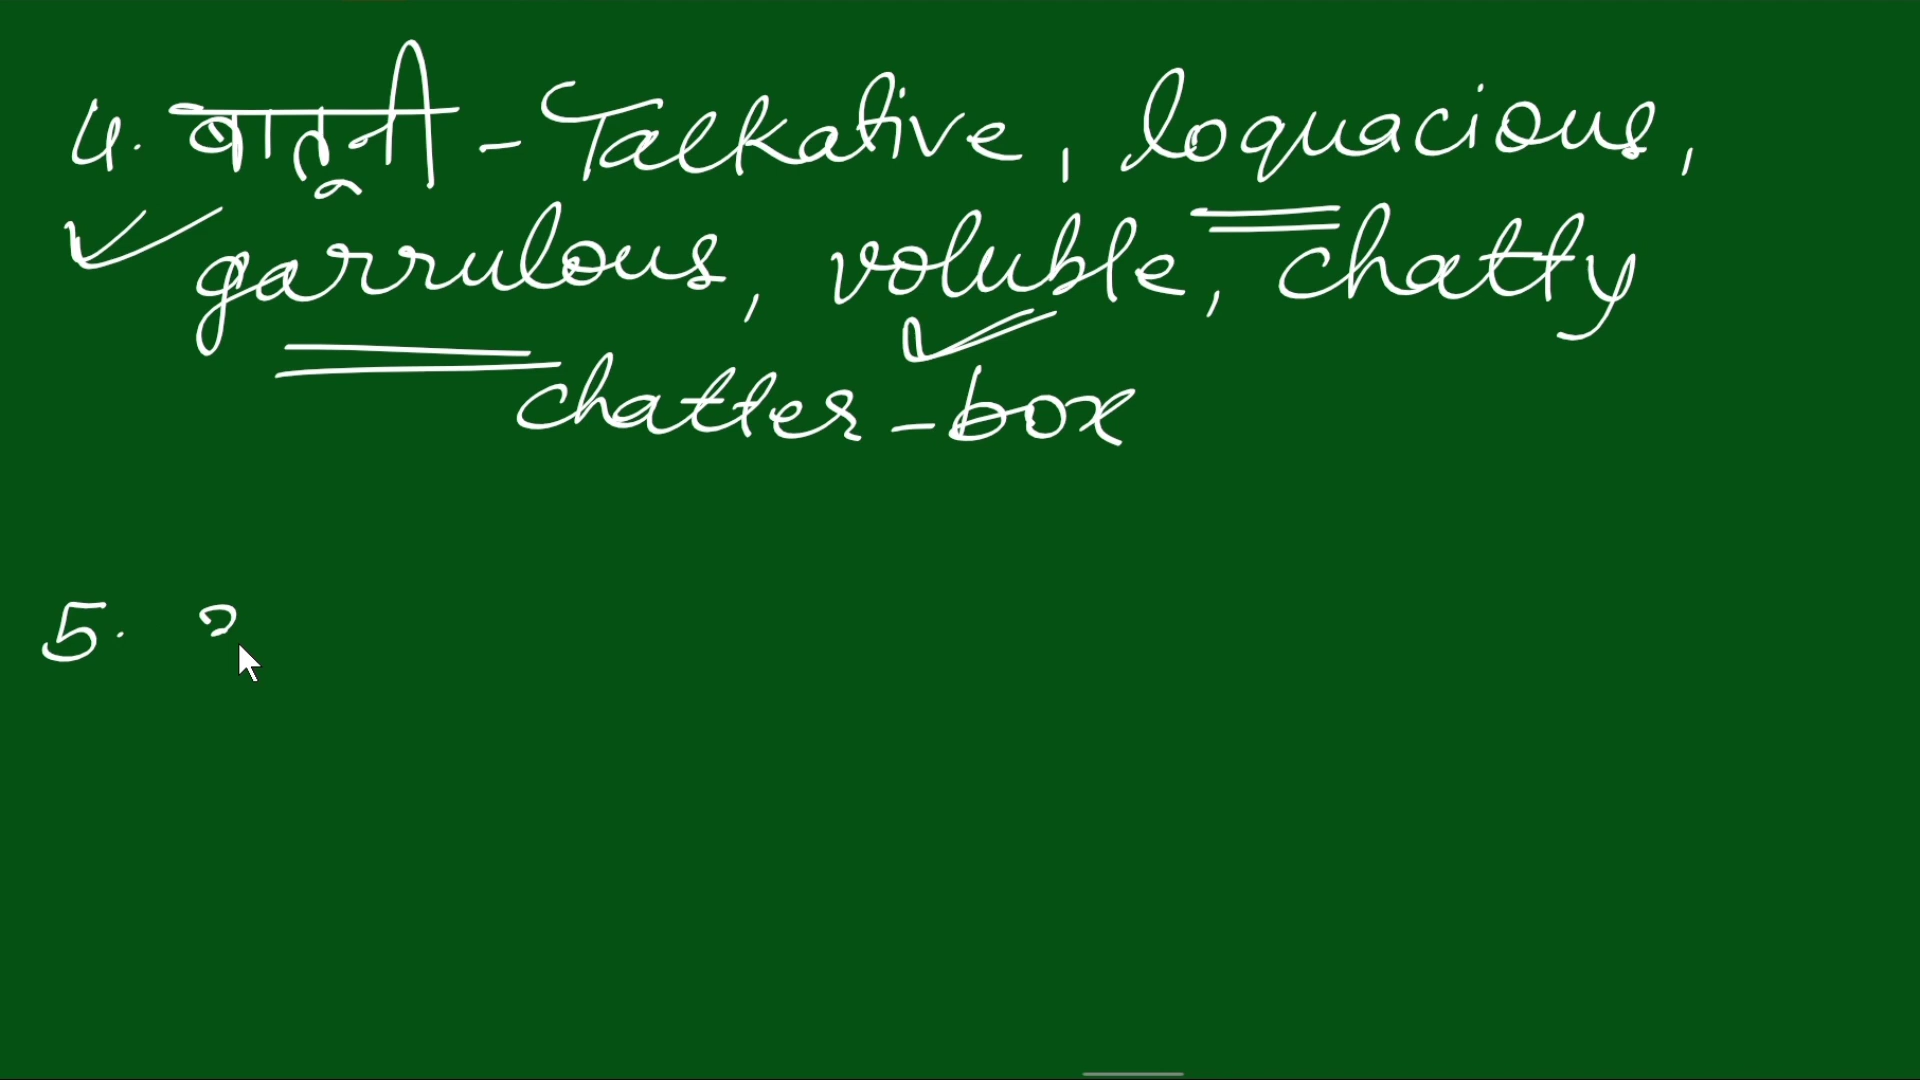 4. बातूनी - Talkative, loquacious,
garrulous, voluble, chatty
chatter-box
5.